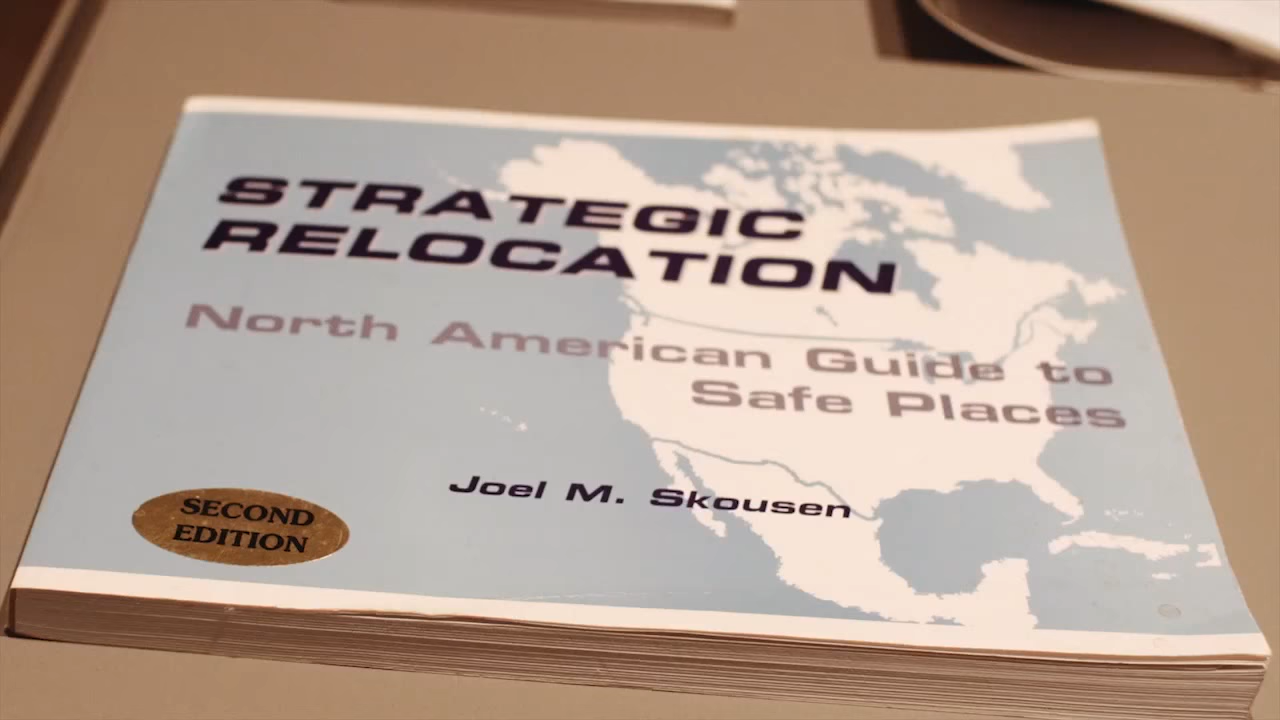 STRATEGIC
RELOCATION
North American Guide to
Safe Places
Joel M. Skousen
SECOND
EDITION